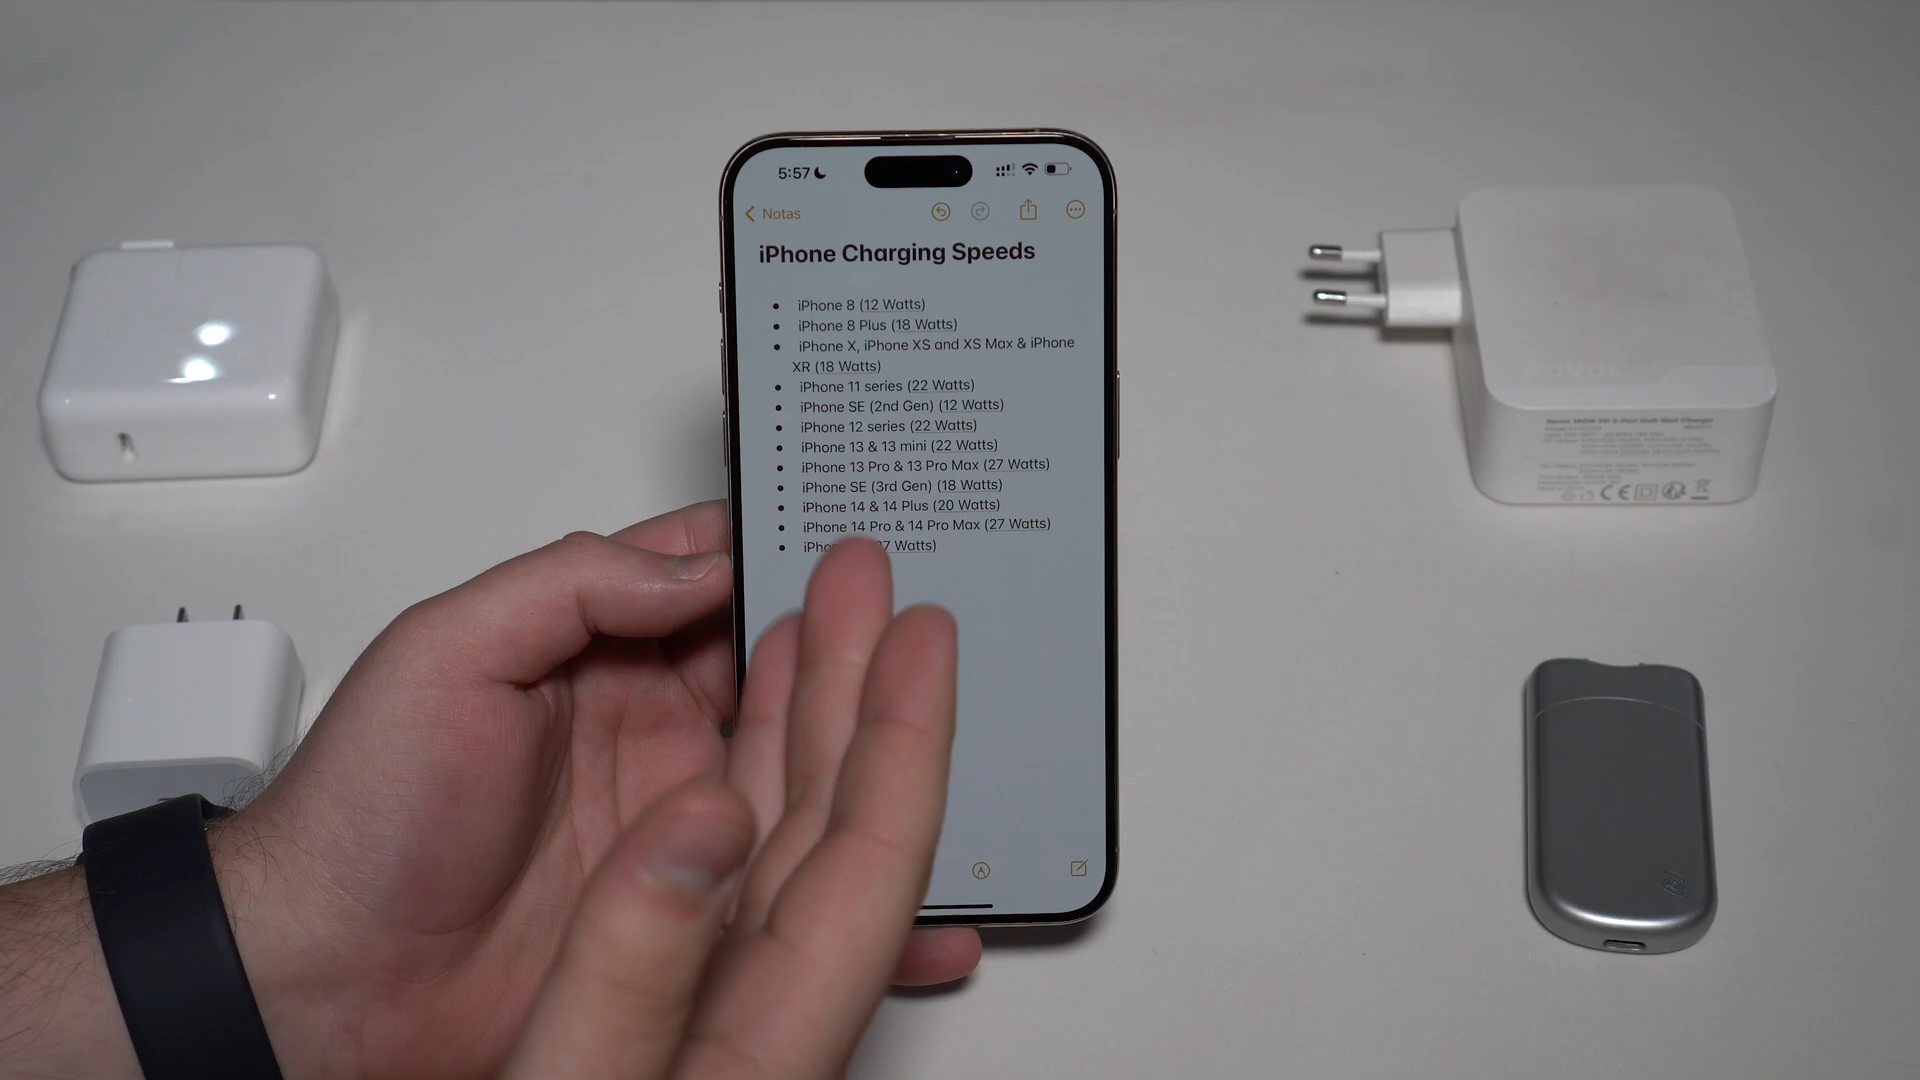 5:57
Notas
iPhone Charging Speeds
• iPhone 8 (12 Watts)
• iPhone 8 Plus (18 Watts)
• iPhone X, iPhone XS and XS Max & iPhone
XR (18 Watts)
• iPhone 11 series (22 Watts)
• iPhone SE (2nd Gen) (12 Watts)
• iPhone 12 series (22 Watts)
• iPhone 13 & 13 mini (22 Watts)
• iPhone 13 Pro & 13 Pro Max (27 Watts)
• iPhone SE (3rd Gen) (18 Watts)
• iPhone 14 & 14 Plus (20 Watts)
• iPhone 14 Pro & 14 Pro Max (27 Watts)
• Watts)